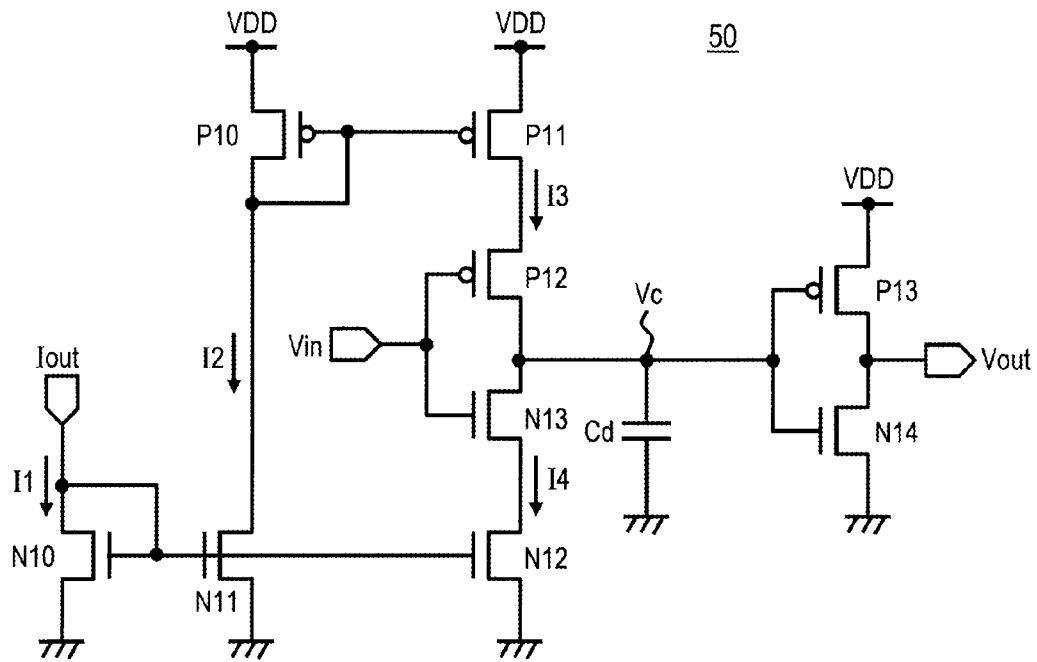 VDD
VDD
50
P10
P11
VDD
I3
P12
Vc
P13
Iout
I2
Vin
Vout
N13
Cd
N14
I1
I4
N10
N12
N11